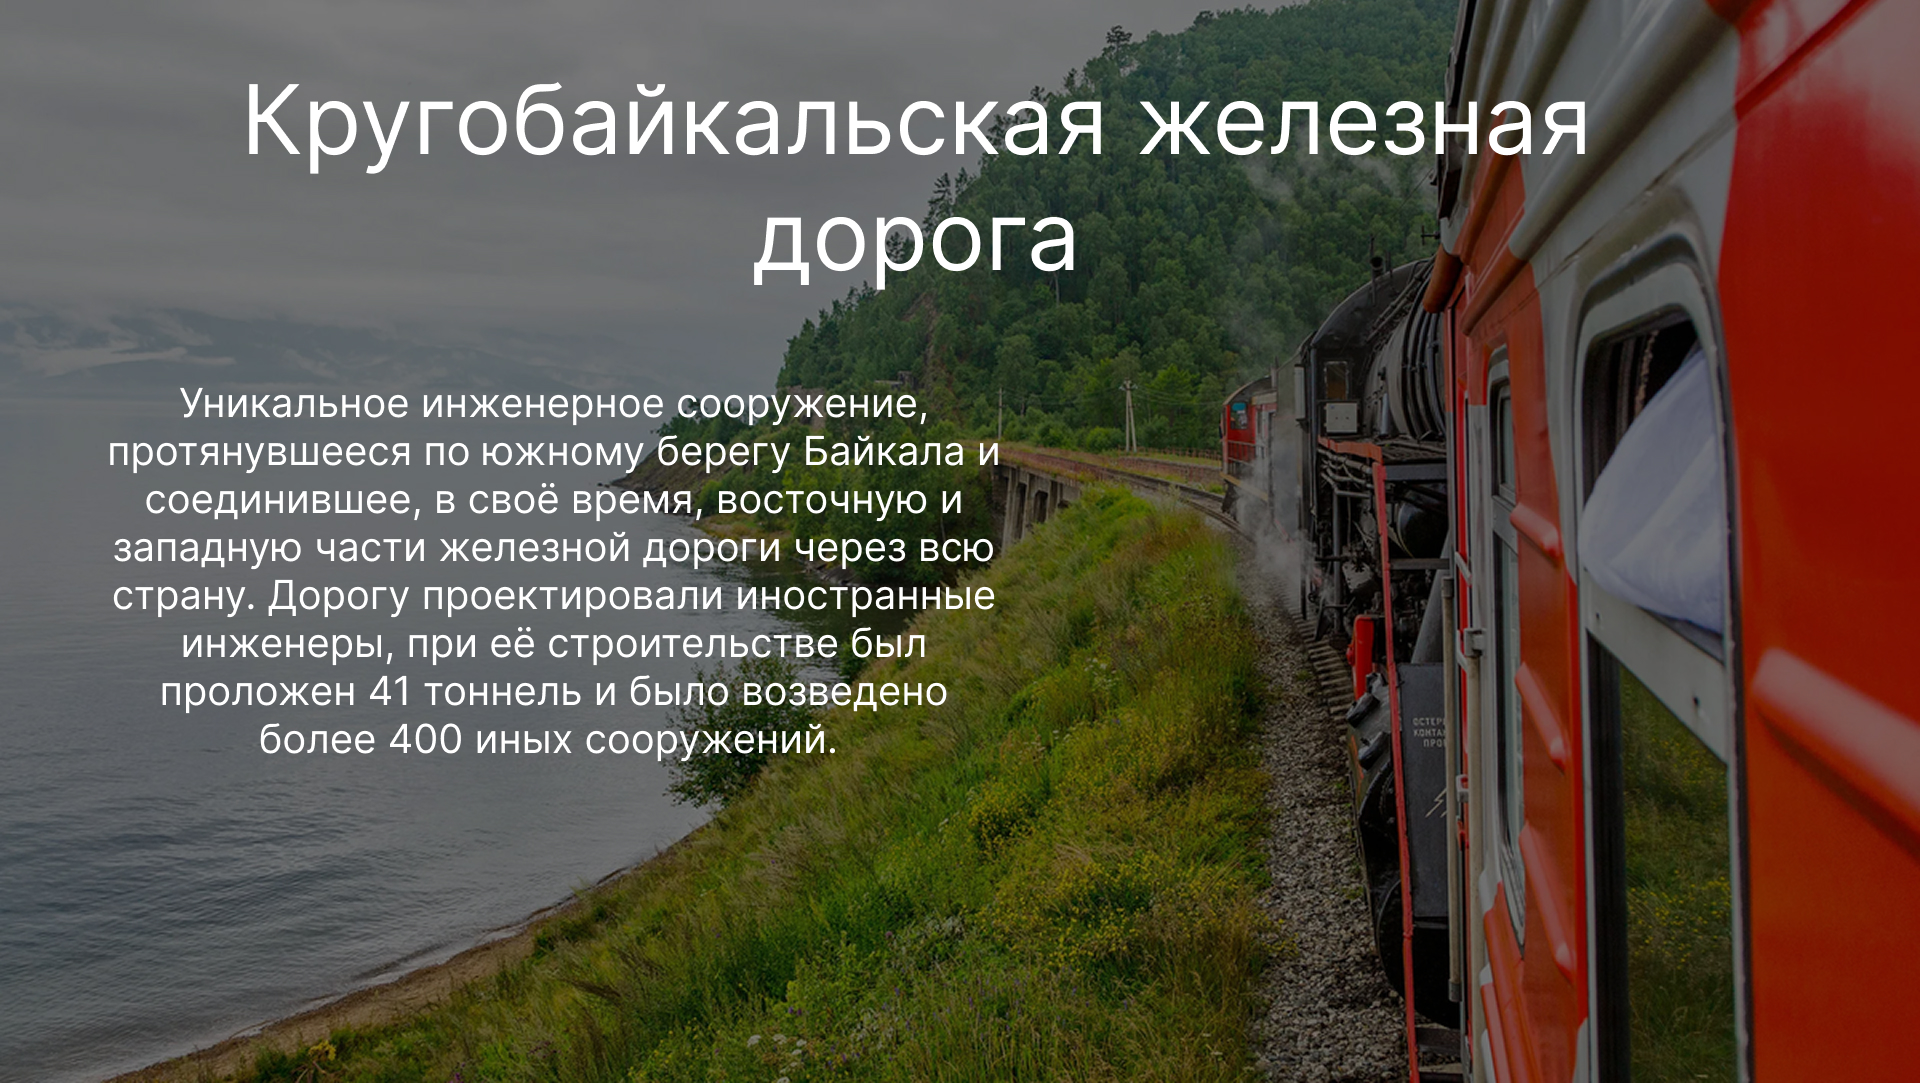 Кругобайкальская железная
дорога
Уникальное инженерное сооружение,
протянувшееся по южному берегу Байкала и
соединившее, в своё время, восточную и
западную части железной дороги через всю
страну. Дорогу проектировали иностранные
инженеры, при её строительстве был
проложен 41 тоннель и было возведено
более 400 иных сооружений.